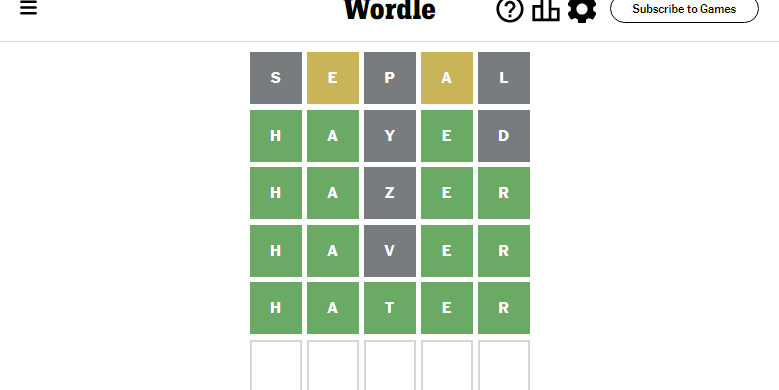 Wordle
Subscribe to Games
S E P A L
H A Y E D
H A Z E R
H A V E R
H A T E R